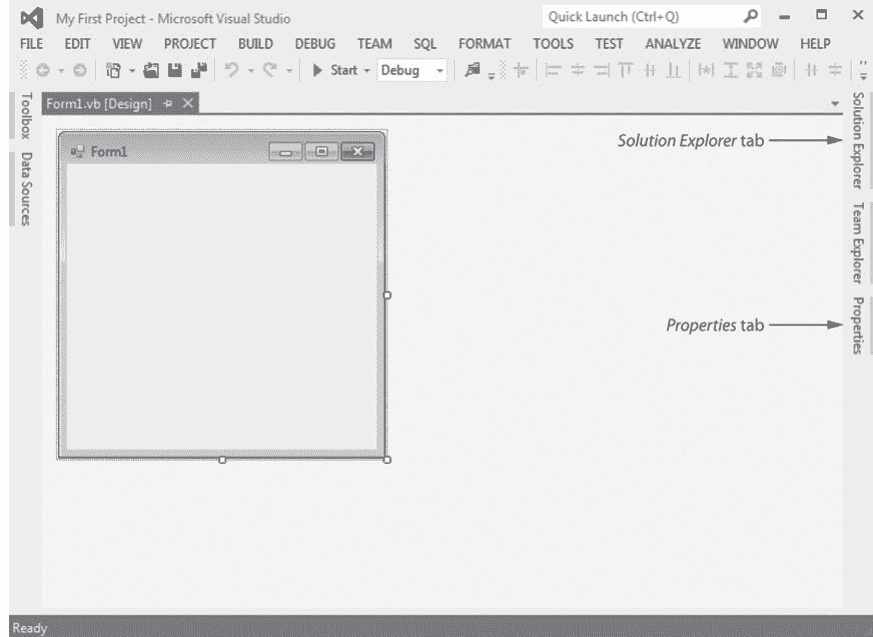 My First Project - Microsoft Visual Studio
Quick Launch (Ctrl+Q)
FILE EDIT VIEW PROJECT BUILD DEBUG TEAM SQL FORMAT TOOLS TEST ANALYZE WINDOW HELP
Start Debug
Toolbox
Data Sources
Form1.vb [Design]
Form1
Solution Explorer tab
Properties tab
Solution Explorer
Team Explorer
Properties
Ready